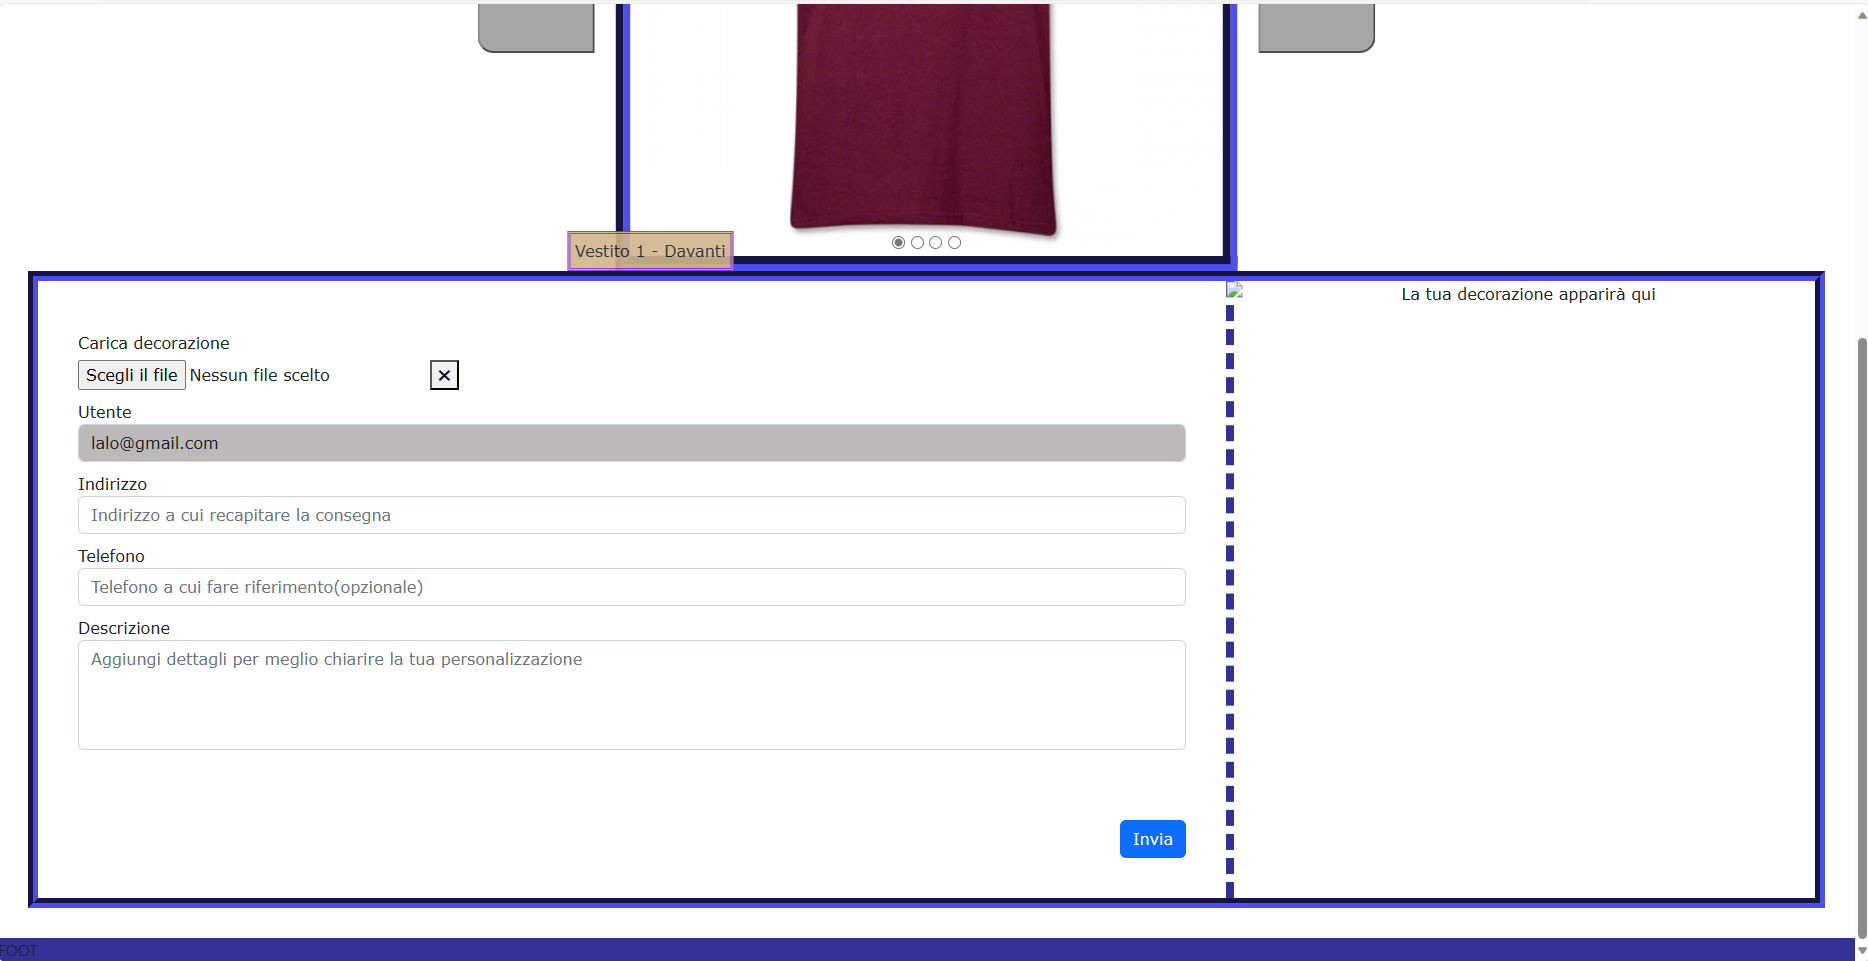 Vestito 1 - Davanti
La tua decorazione apparirà qui
Carica decorazione
Scegli il file Nessun file scelto ✕
Utente
lalo@gmail.com
Indirizzo
Indirizzo a cui recapitare la consegna
Telefono
Telefono a cui fare riferimento(opzionale)
Descrizione
Aggiungi dettagli per meglio chiarire la tua personalizzazione
Invia
FOOT